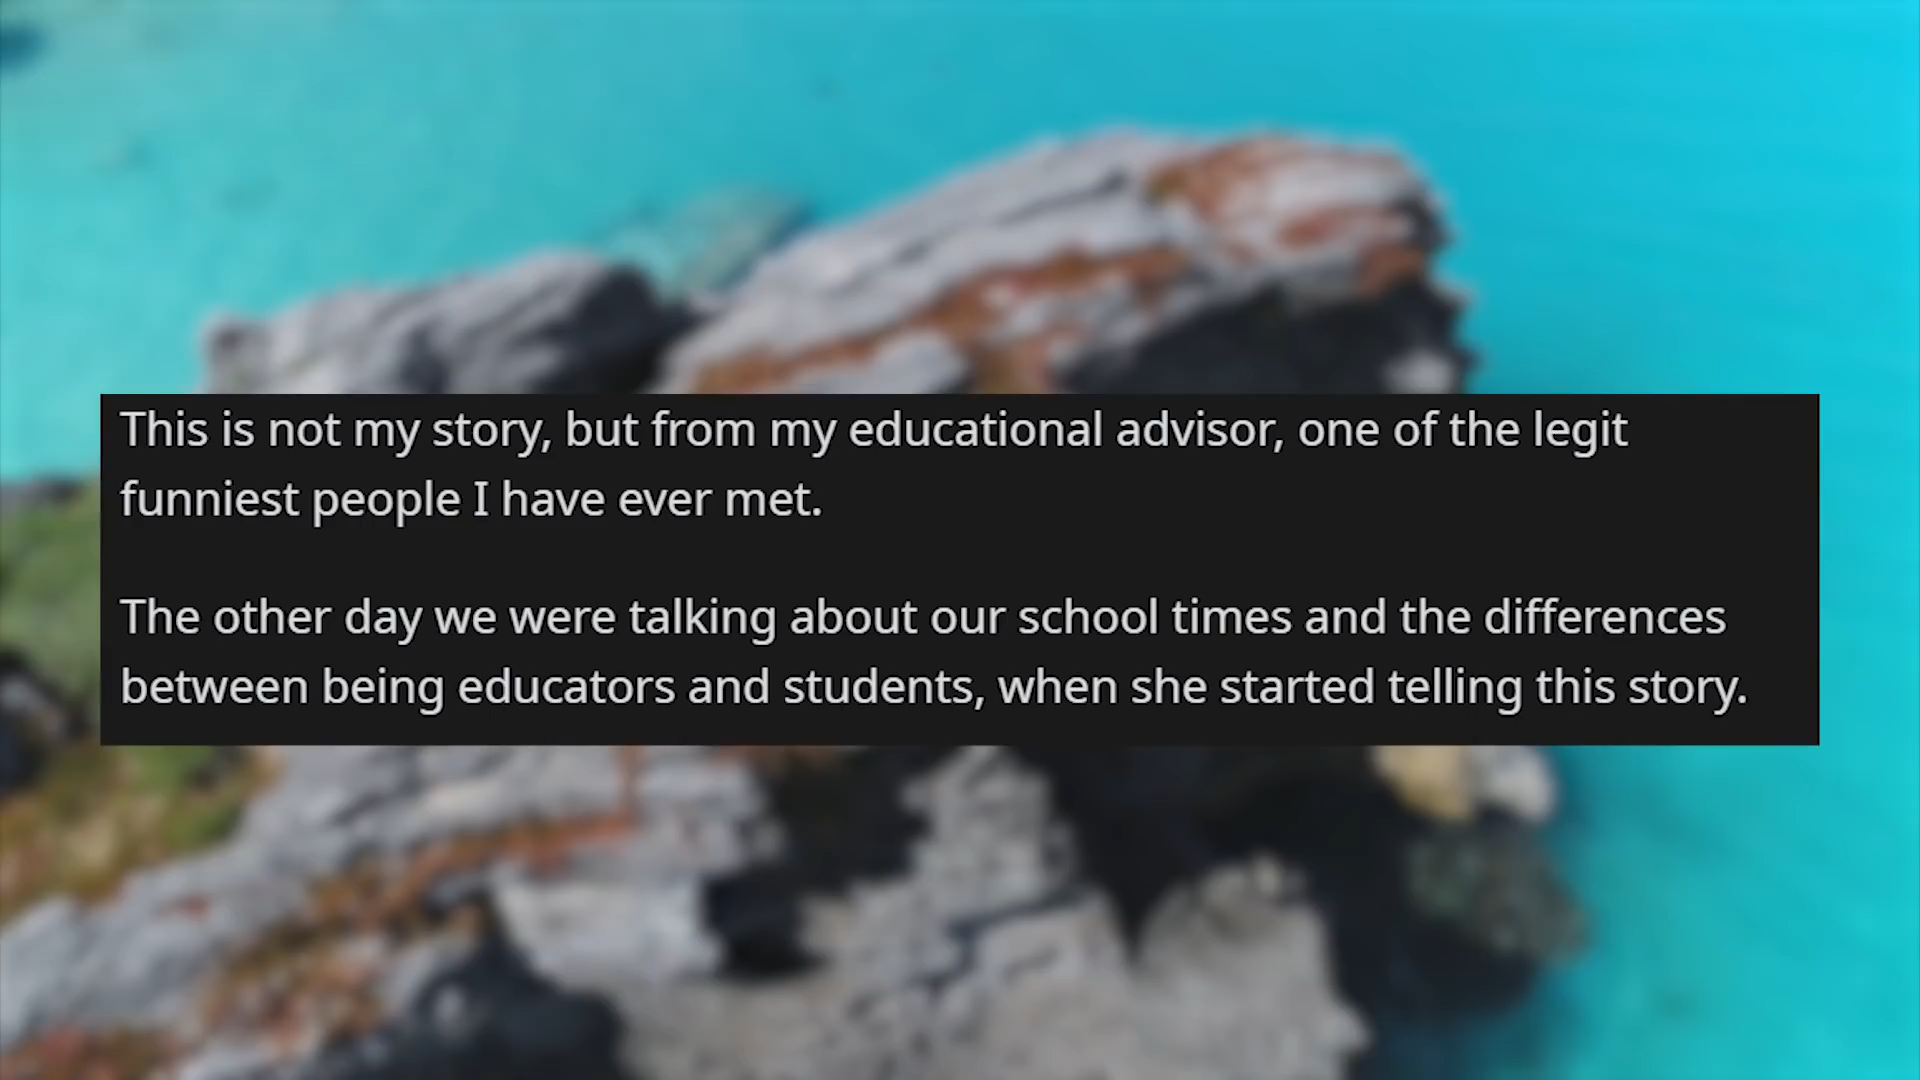 This is not my story, but from my educational advisor, one of the legit
funniest people I have ever met.
The other day we were talking about our school times and the differences
between being educators and students, when she started telling this story.